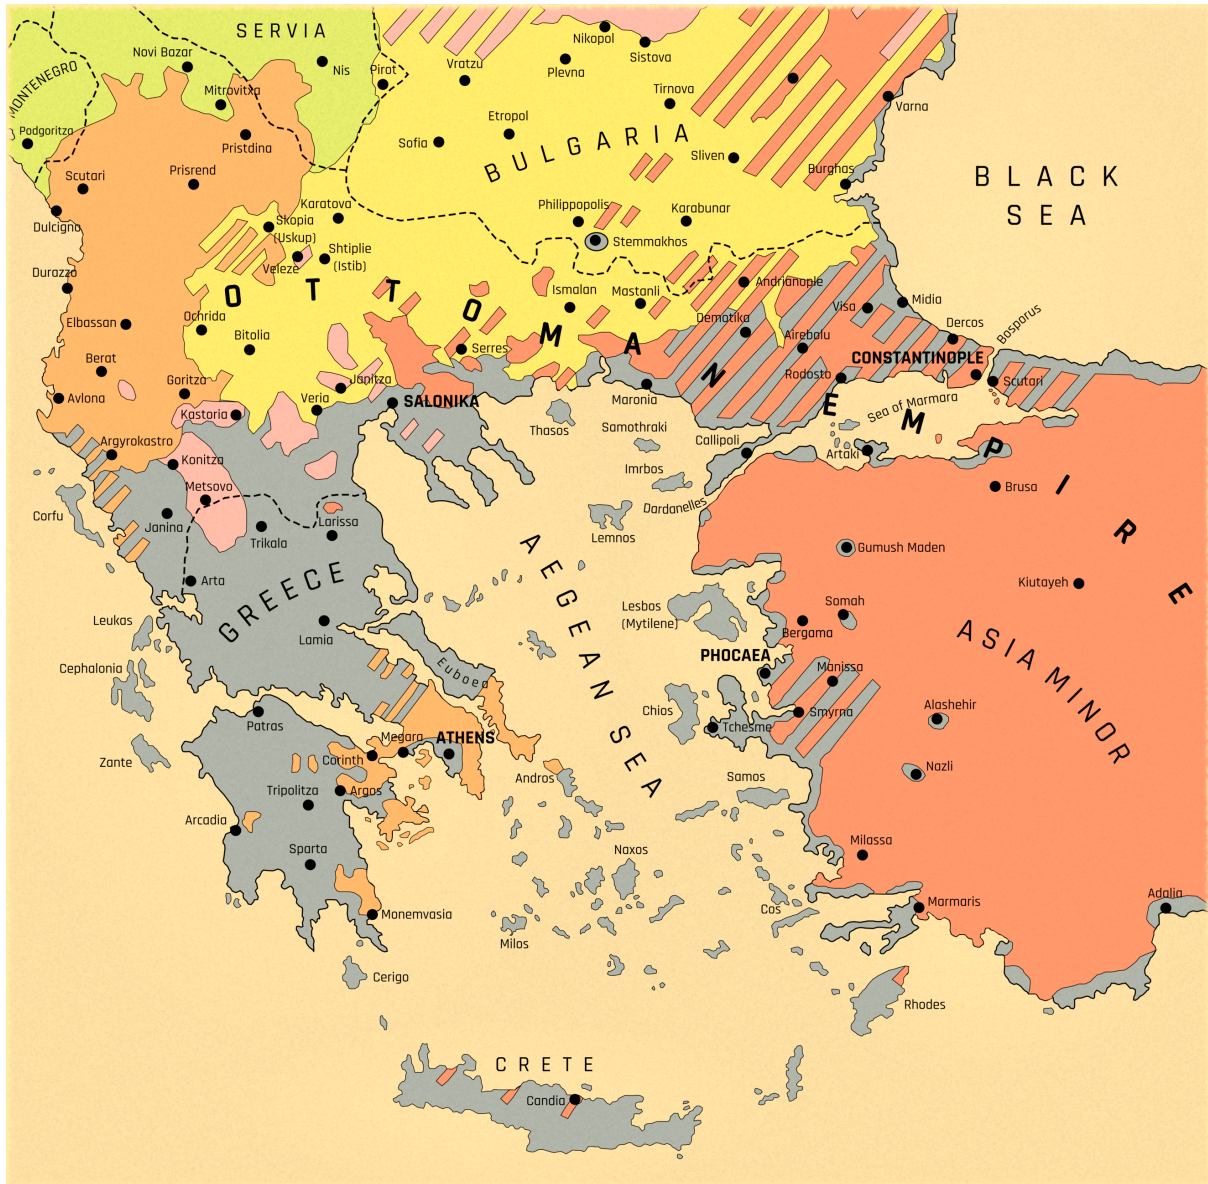 SERVIA
Nikopol
Sistova
Novi Bazar
Nis
Pirot
Vratzu
Plevna
MONTENEGRO
Mitrovitxa
Tirnova
Varna
Etropol
Podgoritza
Pristdina
Sofia
BULGARIA
Sliven
Burghas
BLACK
SEA
Scutari
Prisrend
Karatova
Philippopolis
Karabunar
Dulcigno
Skopia
(Uskup)
Stemmakhos
Shtiplie
(Istib)
Veleze
Durazzo
OTTOMAN EMPIRE
Ismalan
Mastanli
Andrianople
Visa
Midia
Elbassan
Ochrida
Bitolia
Dematika
Dercos
Bosporus
Serres
Airebolu
CONSTANTINOPLE
Berat
Goritza
Janitza
Rodosto
Scutari
Avlona
Veria
SALONIKA
Maronia
Sea of Marmara
Kastoria
Thasos
Samothraki
Callipoli
Artaki
Argyrokastro
Konitza
Imrbos
Metsovo
Brusa
Dardanelles
Corfu
Janina
Larissa
Trikala
Lemnos
AEGEAN SEA
Gumush Maden
Arta
GREECE
Kiutayeh
Leukas
Lamia
Lesbos
(Mytilene)
Somah
Bergama
ASIA MINOR
Cephalonia
Euboea
PHOCAEA
Manissa
Patras
Chios
Smyrna
Alashehir
Tchesme
Zante
Megara
ATHENS
Corinth
Andros
Samos
Nazli
Tripolitza
Argos
Arcadia
Sparta
Naxos
Milassa
Monemvasia
Cos
Marmaris
Adalia
Milos
Cerigo
Rhodes
CRETE
Candia